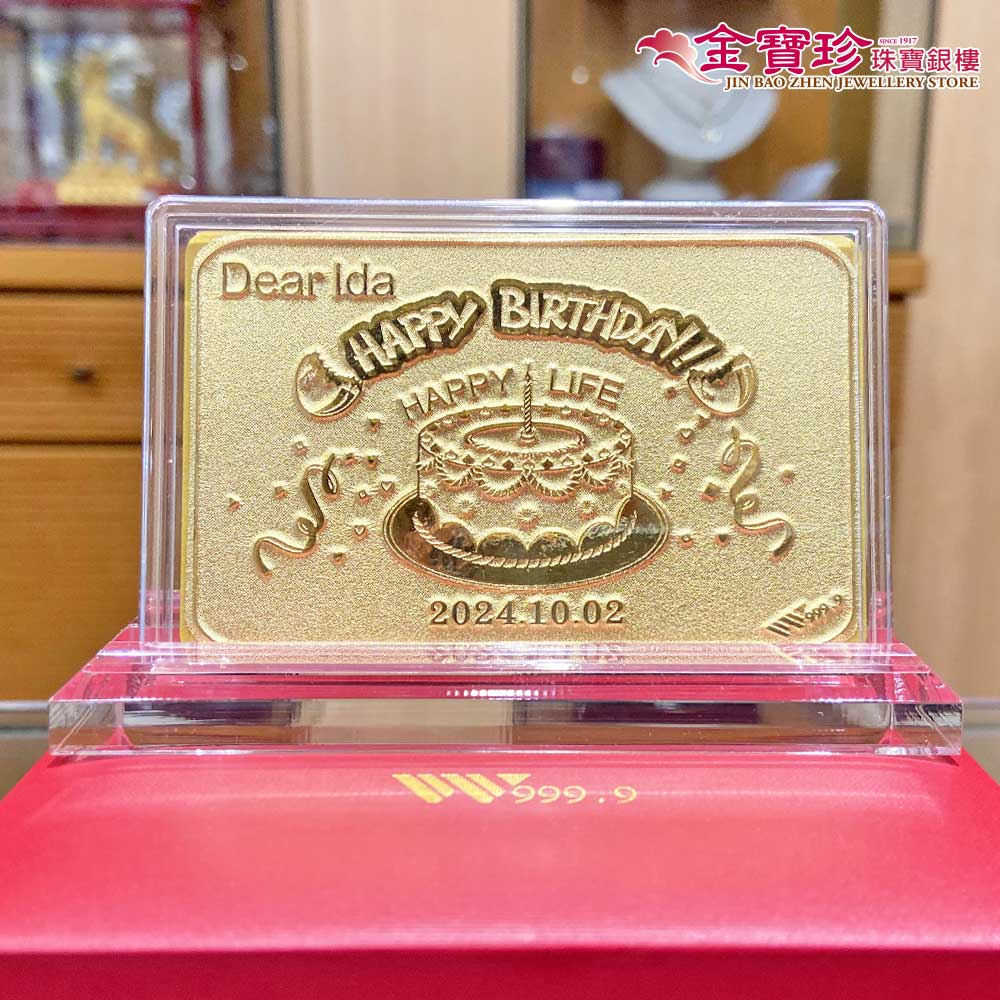 金寶珍 SINCE 1917 珠寶銀樓
JIN BAO ZHEN JEWELLERY STORE
Dear Ida
HAPPY BIRTHDAY!!
HAPPY LIFE
2024.10.02
999.9
999.9